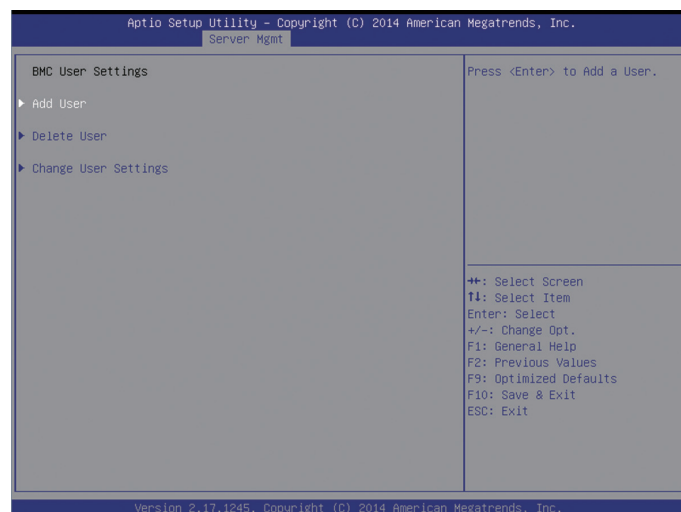 Aptio Setup Utility – Copyright (C) 2014 American Megatrends, Inc.
Server Mgmt
BMC User Settings
Add User
Delete User
Change User Settings
Press <Enter> to Add a User.
→←: Select Screen
↑↓: Select Item
Enter: Select
+/-: Change Opt.
F1: General Help
F2: Previous Values
F9: Optimized Defaults
F10: Save & Exit
ESC: Exit
Version 2.17.1245. Copyright (C) 2014 American Megatrends, Inc.